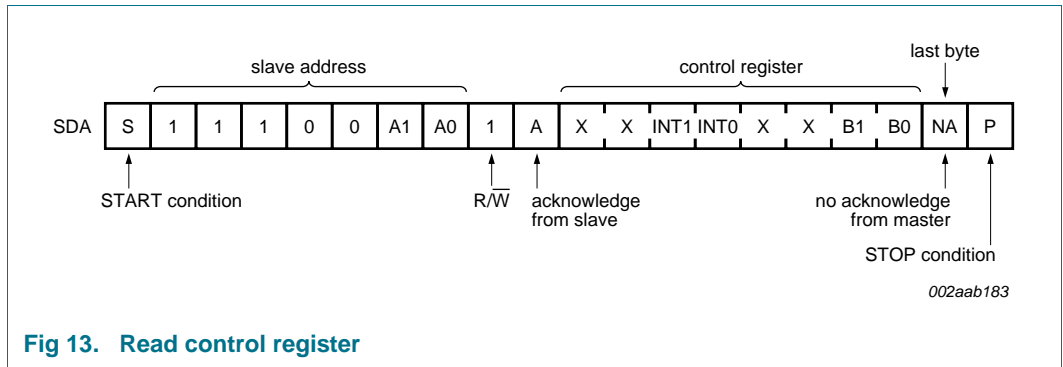 last byte
slave address control register
SDA S 1 1 1 0 0 A1 A0 1 A X X INT1 INT0 X X B1 B0 NA P
START condition R/W̅ acknowledge from slave no acknowledge from master
STOP condition
002aab183
Fig 13. Read control register